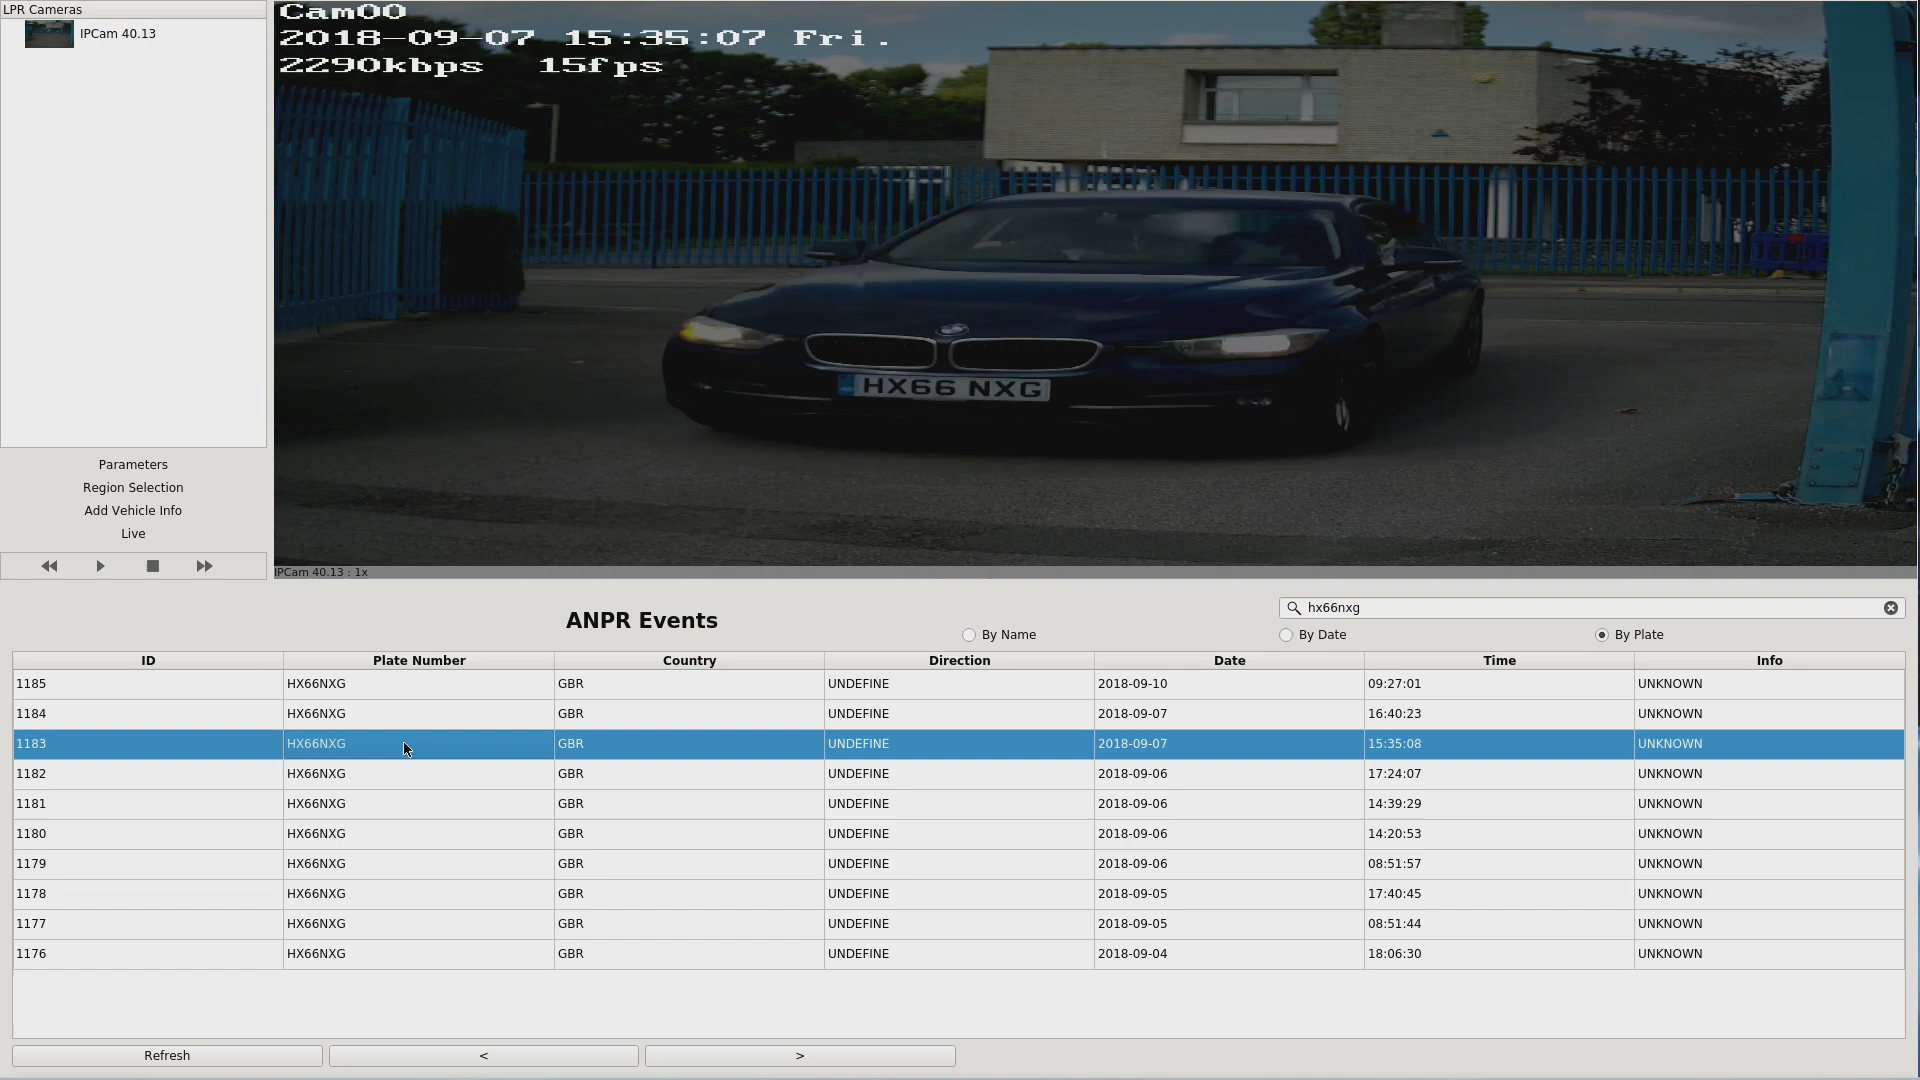 LPR Cameras
IPCam 40.13
Cam00
2018-09-07 15:35:07 Fri.
2290kbps 15fps
HX66 NXG
Parameters
Region Selection
Add Vehicle Info
Live
IPCam 40.13 : 1x
ANPR Events
hx66nxg
By Name By Date By Plate
ID Plate Number Country Direction Date Time Info
1185 HX66NXG GBR UNDEFINE 2018-09-10 09:27:01 UNKNOWN
1184 HX66NXG GBR UNDEFINE 2018-09-07 16:40:23 UNKNOWN
1183 HX66NXG GBR UNDEFINE 2018-09-07 15:35:08 UNKNOWN
1182 HX66NXG GBR UNDEFINE 2018-09-06 17:24:07 UNKNOWN
1181 HX66NXG GBR UNDEFINE 2018-09-06 14:39:29 UNKNOWN
1180 HX66NXG GBR UNDEFINE 2018-09-06 14:20:53 UNKNOWN
1179 HX66NXG GBR UNDEFINE 2018-09-06 08:51:57 UNKNOWN
1178 HX66NXG GBR UNDEFINE 2018-09-05 17:40:45 UNKNOWN
1177 HX66NXG GBR UNDEFINE 2018-09-05 08:51:44 UNKNOWN
1176 HX66NXG GBR UNDEFINE 2018-09-04 18:06:30 UNKNOWN
Refresh < >